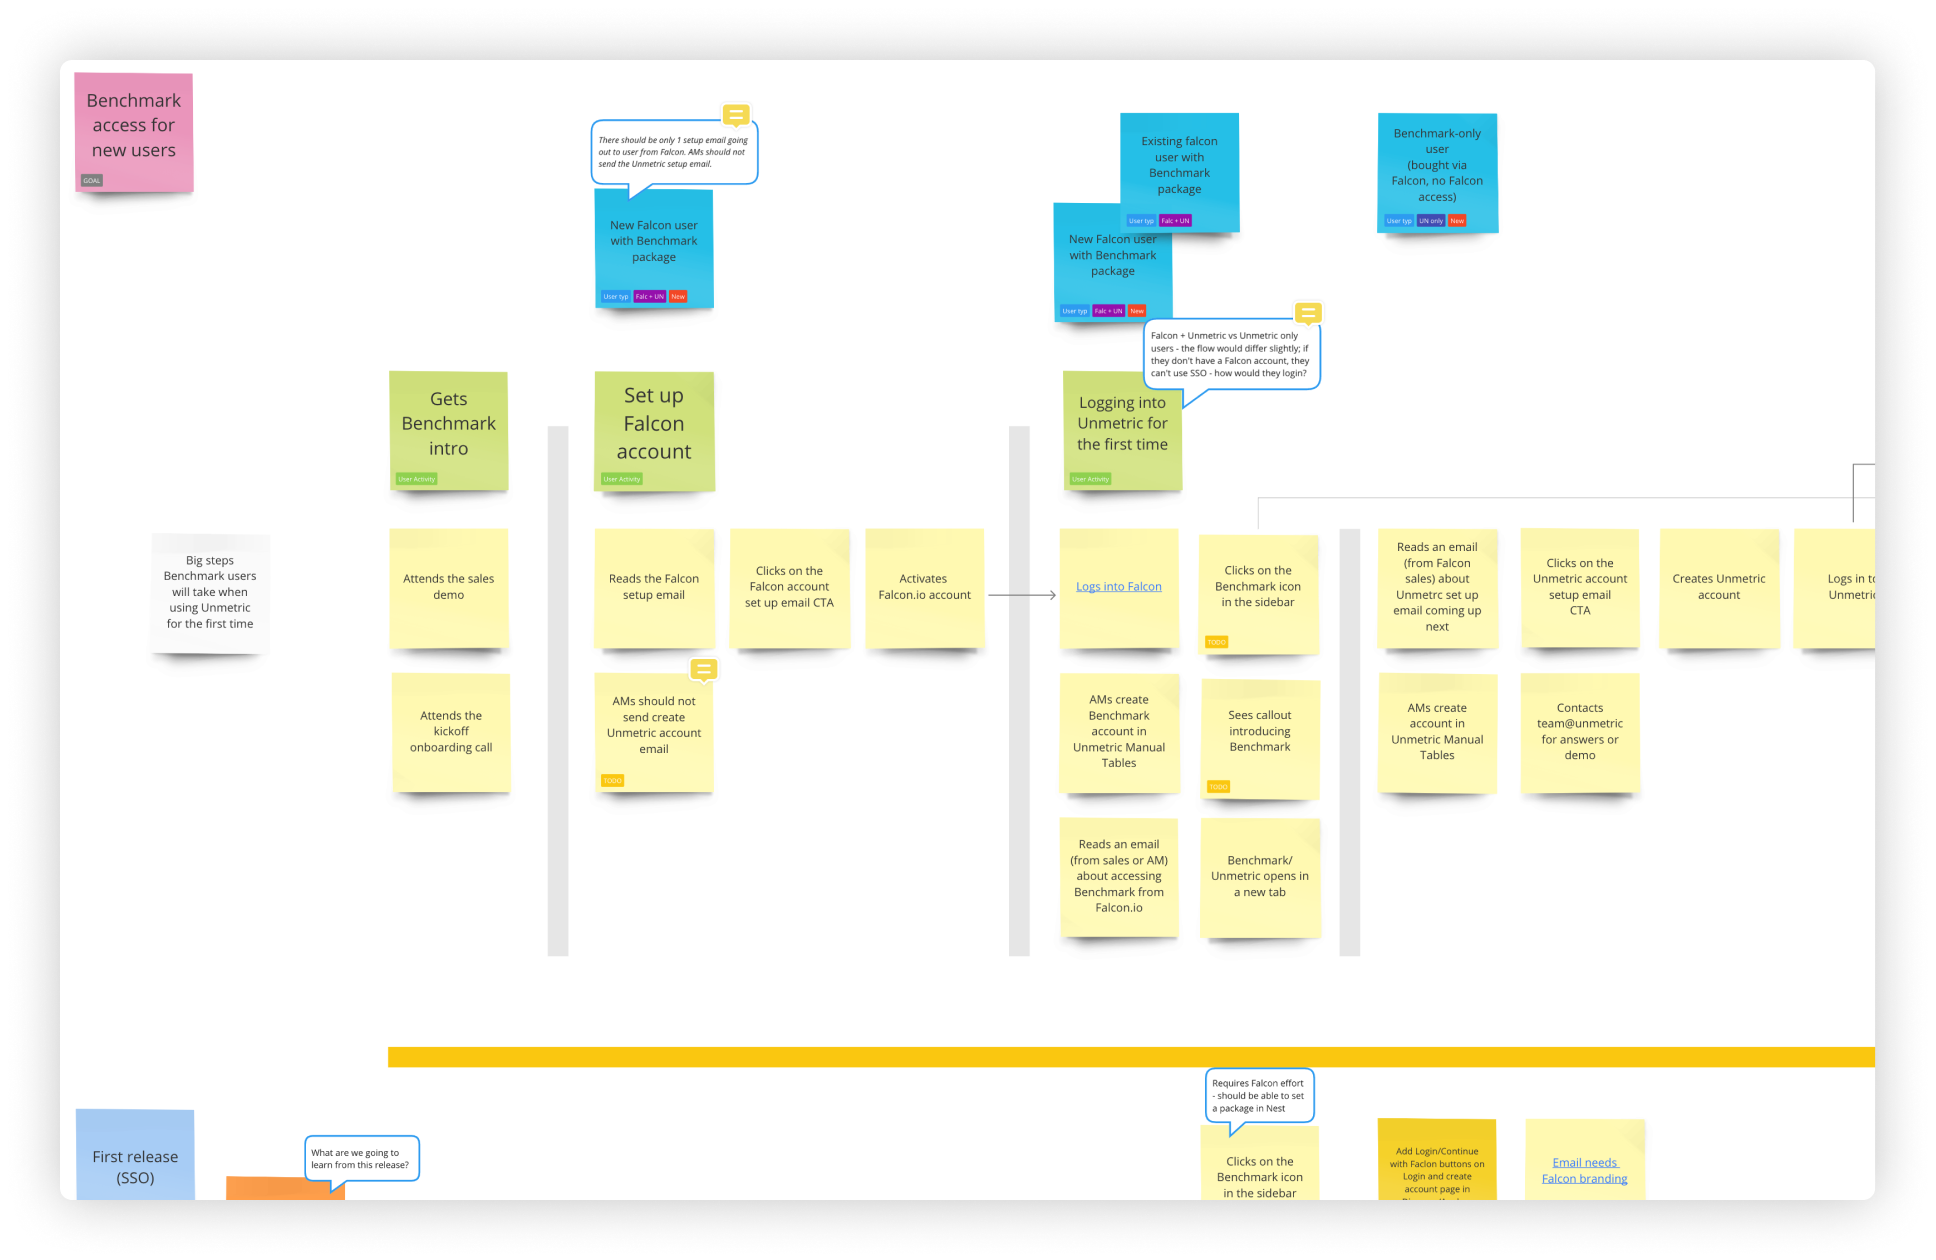 Benchmark
access for
new users
GOAL
There should be only 1 setup email going
out to user from Falcon. AMs should not
send the Unmetric setup email.
New Falcon user
with Benchmark
package
User typ Falc + UN New
Existing falcon
user with
Benchmark
package
User typ Falc + UN
New Falcon user
with Benchmark
package
User typ Falc + UN New
Benchmark-only
user
(bought via
Falcon, no Falcon
access)
User typ UN only New
Falcon + Unmetric vs Unmetric only
users - the flow would differ slightly; if
they don't have a Falcon account, they
can't use SSO - how would they login?
Gets
Benchmark
intro
User Activity
Set up
Falcon
account
User Activity
Logging into
Unmetric for
the first time
User Activity
Big steps
Benchmark users
will take when
using Unmetric
for the first time
Attends the sales
demo
Reads the Falcon
setup email
Clicks on the
Falcon account
set up email CTA
Activates
Falcon.io account
Logs into Falcon
Clicks on the
Benchmark icon
in the sidebar
TODO
Reads an email
(from Falcon
sales) about
Unmetrc set up
email coming up
next
Clicks on the
Unmetric account
setup email
CTA
Creates Unmetric
account
Logs in to
Unmetric
Attends the
kickoff
onboarding call
AMs should not
send create
Unmetric account
email
TODO
AMs create
Benchmark
account in
Unmetric Manual
Tables
Sees callout
introducing
Benchmark
TODO
AMs create
account in
Unmetric Manual
Tables
Contacts
team@unmetric
for answers or
demo
Reads an email
(from sales or AM)
about accessing
Benchmark from
Falcon.io
Benchmark/
Unmetric opens in
a new tab
Requires Falcon effort
- should be able to set
a package in Nest
First release
(SSO)
What are we going to
learn from this release?
Clicks on the
Benchmark icon
in the sidebar
Add Login/Continue
with Faclon buttons on
Login and create
account page in
Email needs
Falcon branding